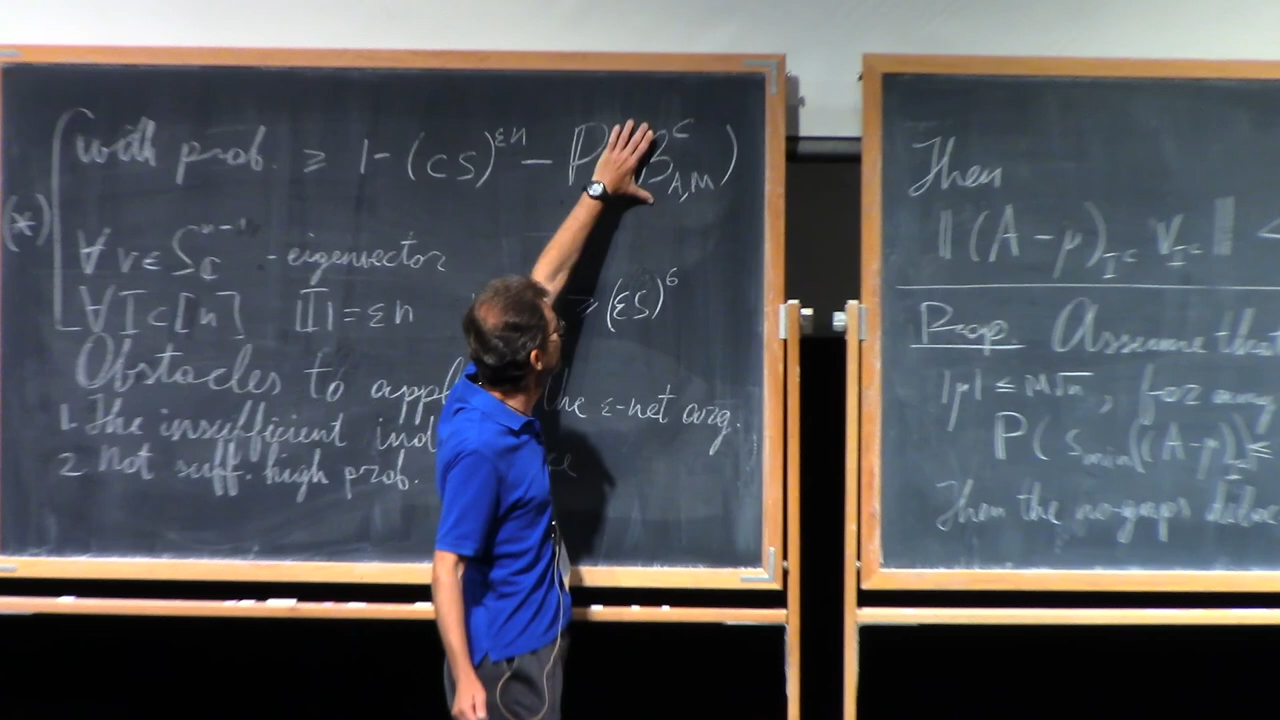 with prob. ≥ 1-(cs)^{εn} - P( B^c_{A,M} )
(*)
∀ v ∈ S_ℂ^{n-1} - eigenvector
∀ I ⊂ [n] |I| = εn ≥ (εs)^6
Obstacles to appl the ε-net arg.
1. The insufficient ind ce
2. Not suff. high prob.
Then
‖(A-μ)_{I^c} v_{I^c}‖ <
Prop. Assume that
|μ| ≤ M√n, for any
P( s_min((A-μ)_{I^c}) ≤
Then the no-gaps deloc